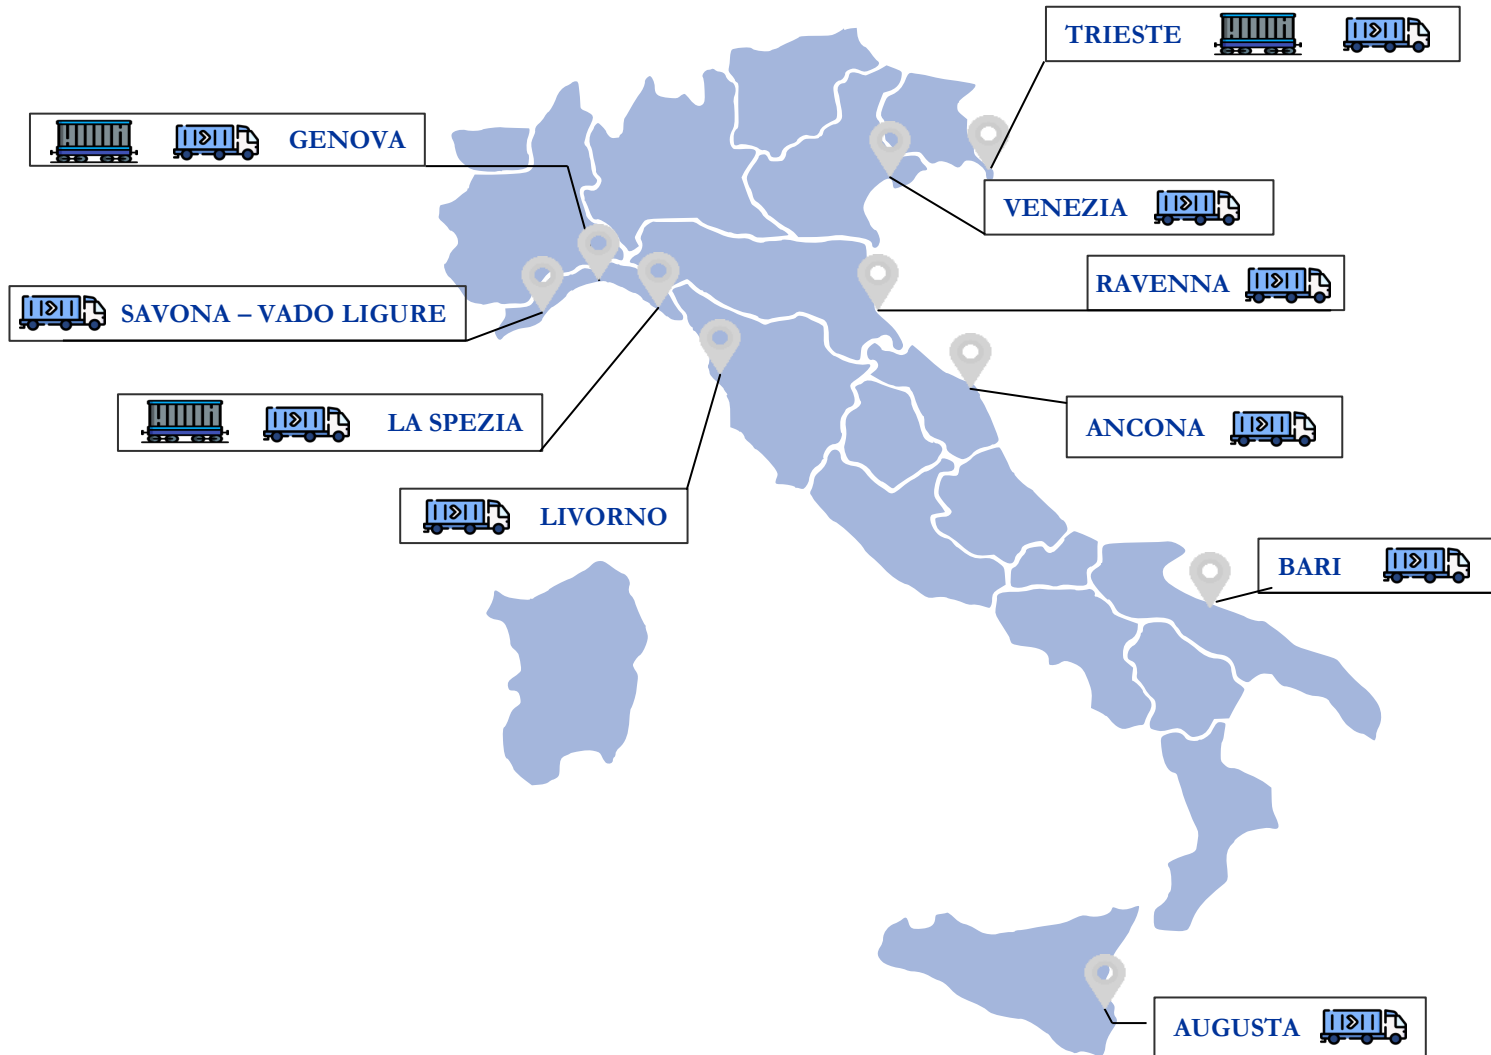 TRIESTE
GENOVA
VENEZIA
RAVENNA
SAVONA – VADO LIGURE
LA SPEZIA
ANCONA
LIVORNO
BARI
AUGUSTA